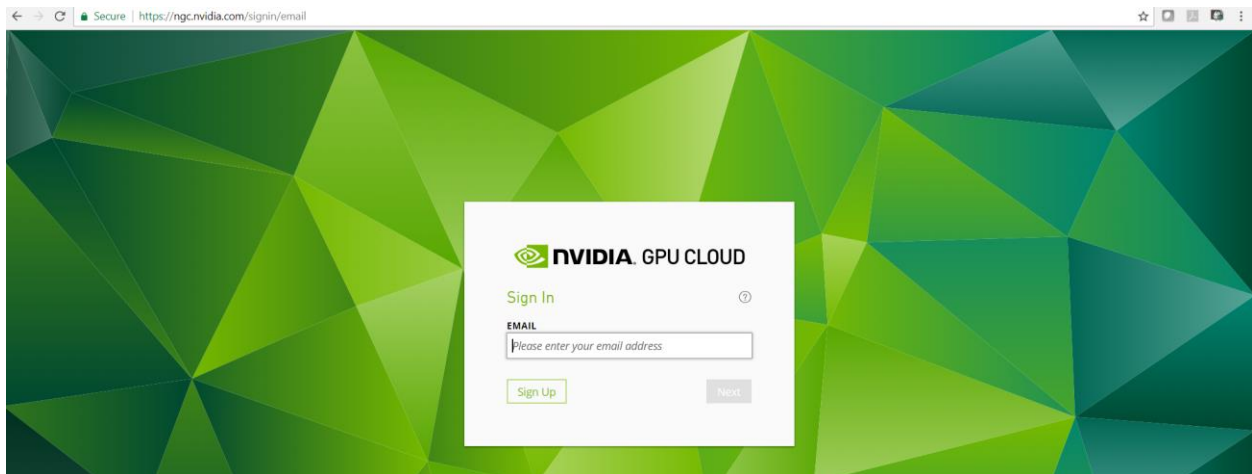 Secure | https://ngc.nvidia.com/signin/email
NVIDIA. GPU CLOUD
Sign In ?
EMAIL
Please enter your email address
Sign Up Next